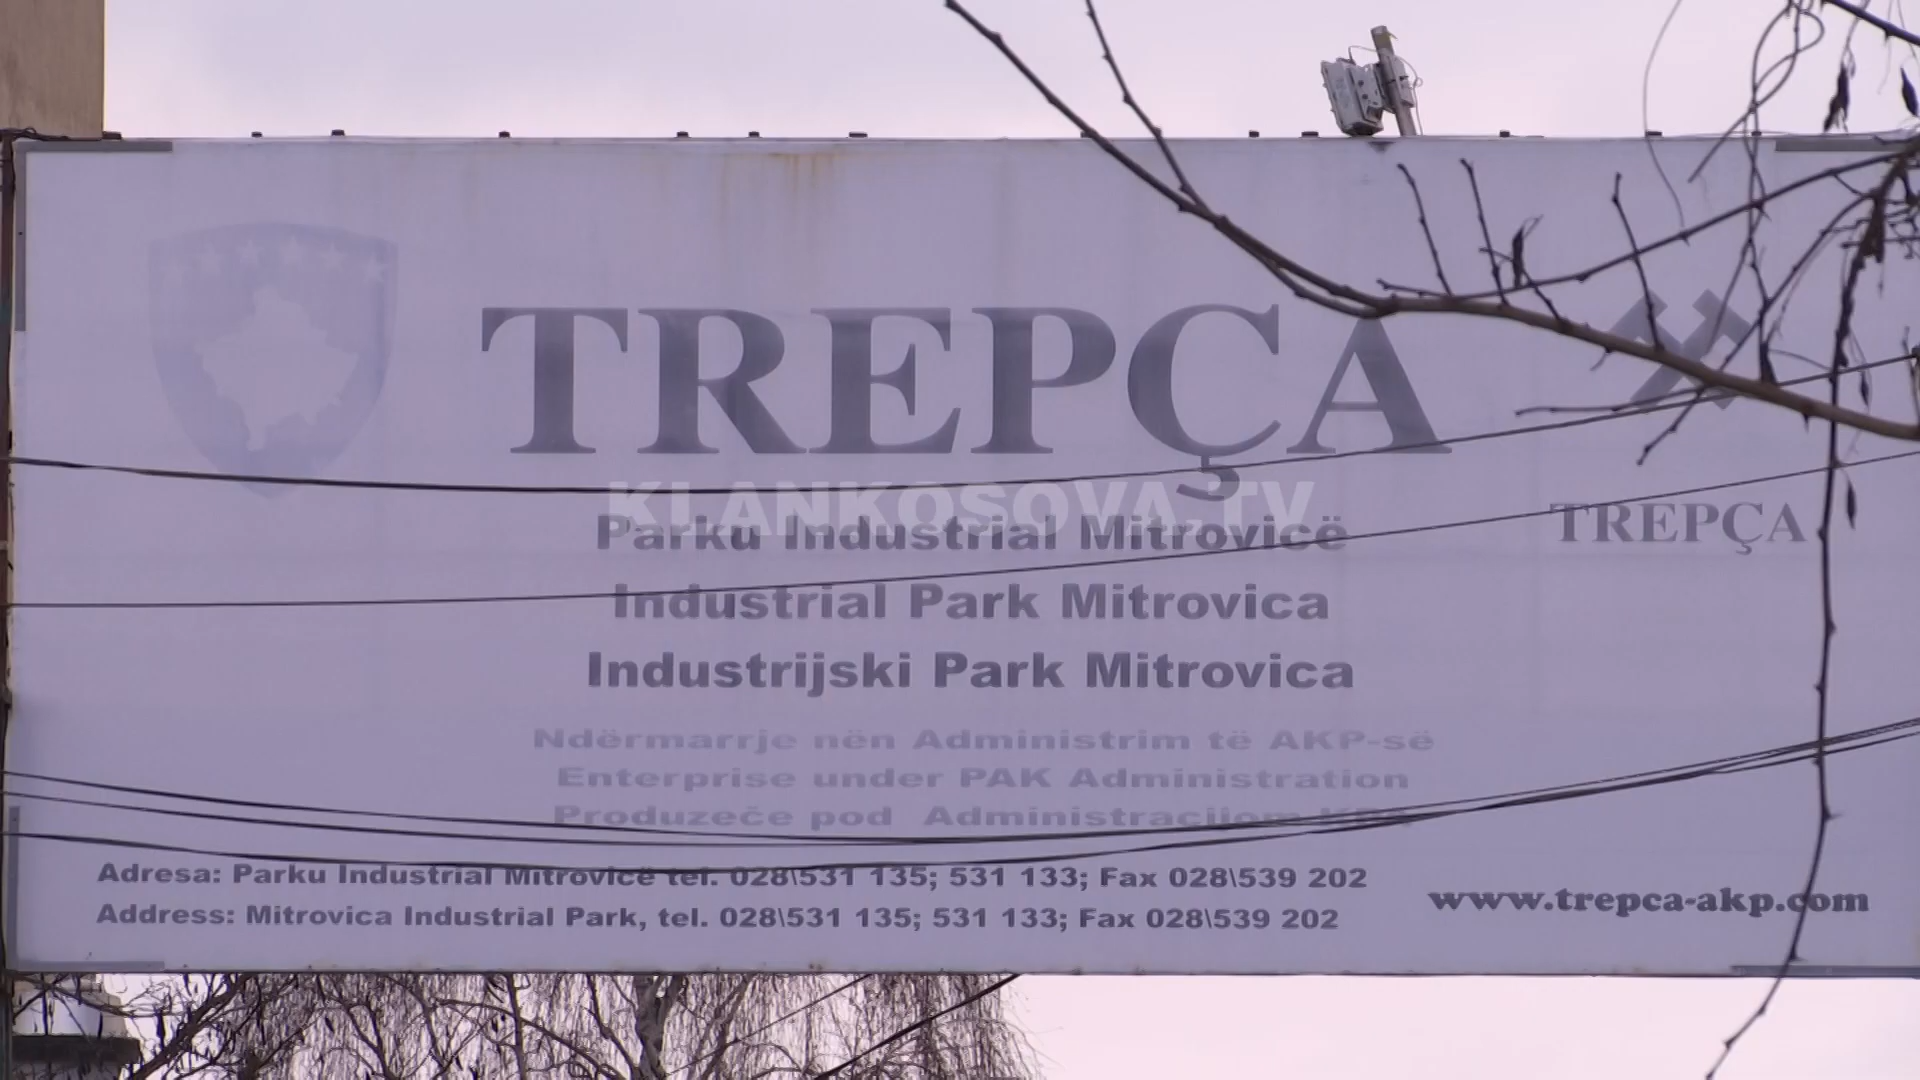 TREPÇA
KLANKOSOVA.TV
Parku Industrial Mitrovicë
TREPÇA
Industrial Park Mitrovica
Industrijski Park Mitrovica
Ndërmarrje nën Administrim të AKP-së
Enterprise under PAK Administration
Produzeče pod Administracijom KPA
Adresa: Parku Industrial Mitrovicë tel. 028\531 135; 531 133; Fax 028\539 202
Address: Mitrovica Industrial Park, tel. 028\531 135; 531 133; Fax 028\539 202
www.trepca-akp.com